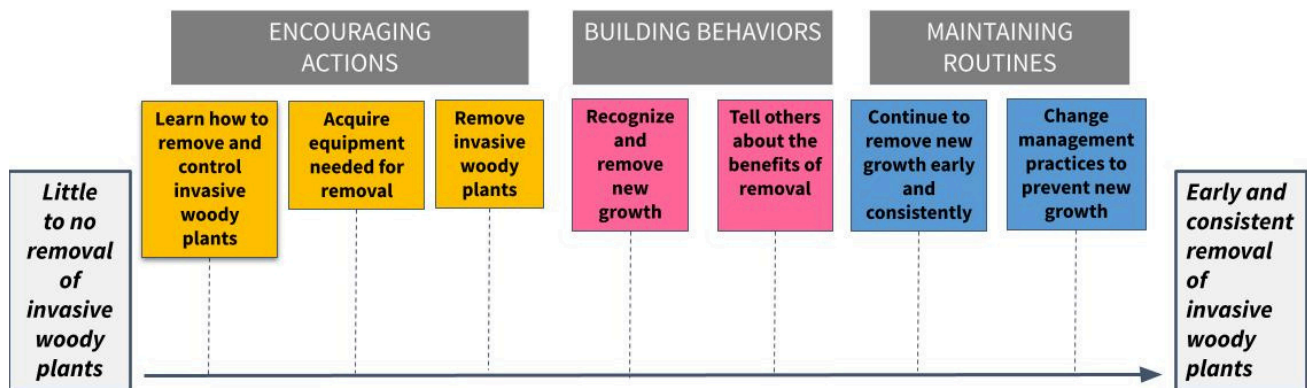 ENCOURAGING
ACTIONS
BUILDING BEHAVIORS
MAINTAINING
ROUTINES
Learn how to
remove and
control
invasive
woody
plants
Acquire
equipment
needed for
removal
Remove
invasive
woody
plants
Recognize
and
remove
new
growth
Tell others
about the
benefits of
removal
Continue to
remove new
growth early
and
consistently
Change
management
practices to
prevent new
growth
Little
to no
removal
of
invasive
woody
plants
Early and
consistent
removal
of
invasive
woody
plants